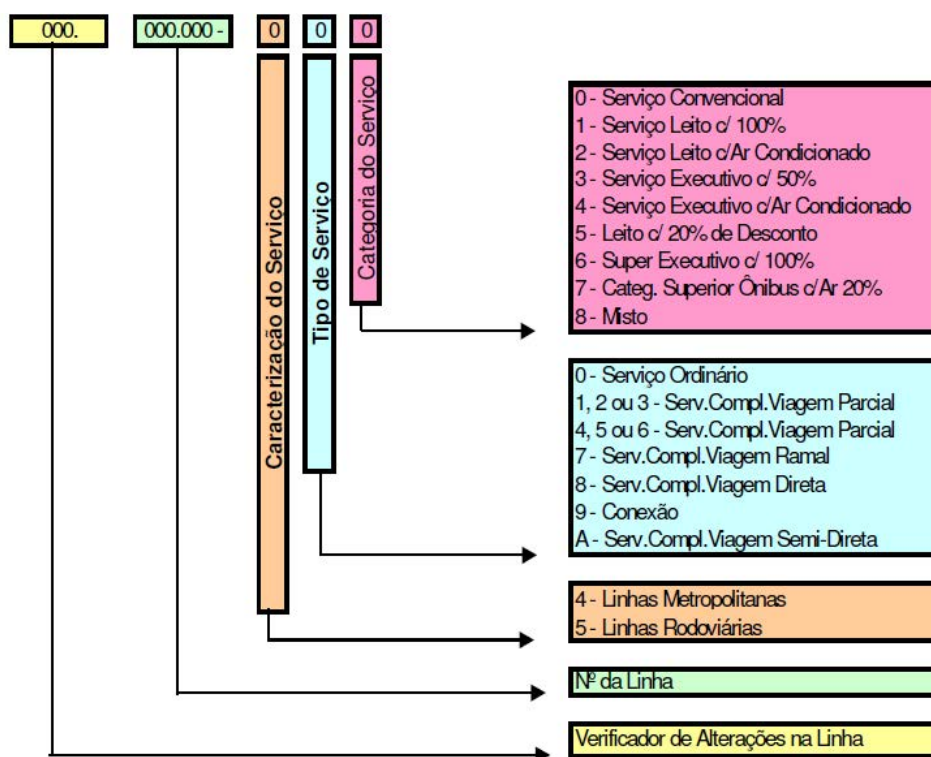 000. 000.000 - 0 0 0
Caracterização do Serviço
Tipo de Serviço
Categoria do Serviço
0 - Serviço Convencional
1 - Serviço Leito c/ 100%
2 - Serviço Leito c/Ar Condicionado
3 - Serviço Executivo c/ 50%
4 - Serviço Executivo c/Ar Condicionado
5 - Leito c/ 20% de Desconto
6 - Super Executivo c/ 100%
7 - Categ. Superior Ônibus c/Ar 20%
8 - Misto
0 - Serviço Ordinário
1, 2 ou 3 - Serv.Compl.Viagem Parcial
4, 5 ou 6 - Serv.Compl.Viagem Parcial
7 - Serv.Compl.Viagem Ramal
8 - Serv.Compl.Viagem Direta
9 - Conexão
A - Serv.Compl.Viagem Semi-Direta
4 - Linhas Metropolitanas
5 - Linhas Rodoviárias
Nº da Linha
Verificador de Alterações na Linha